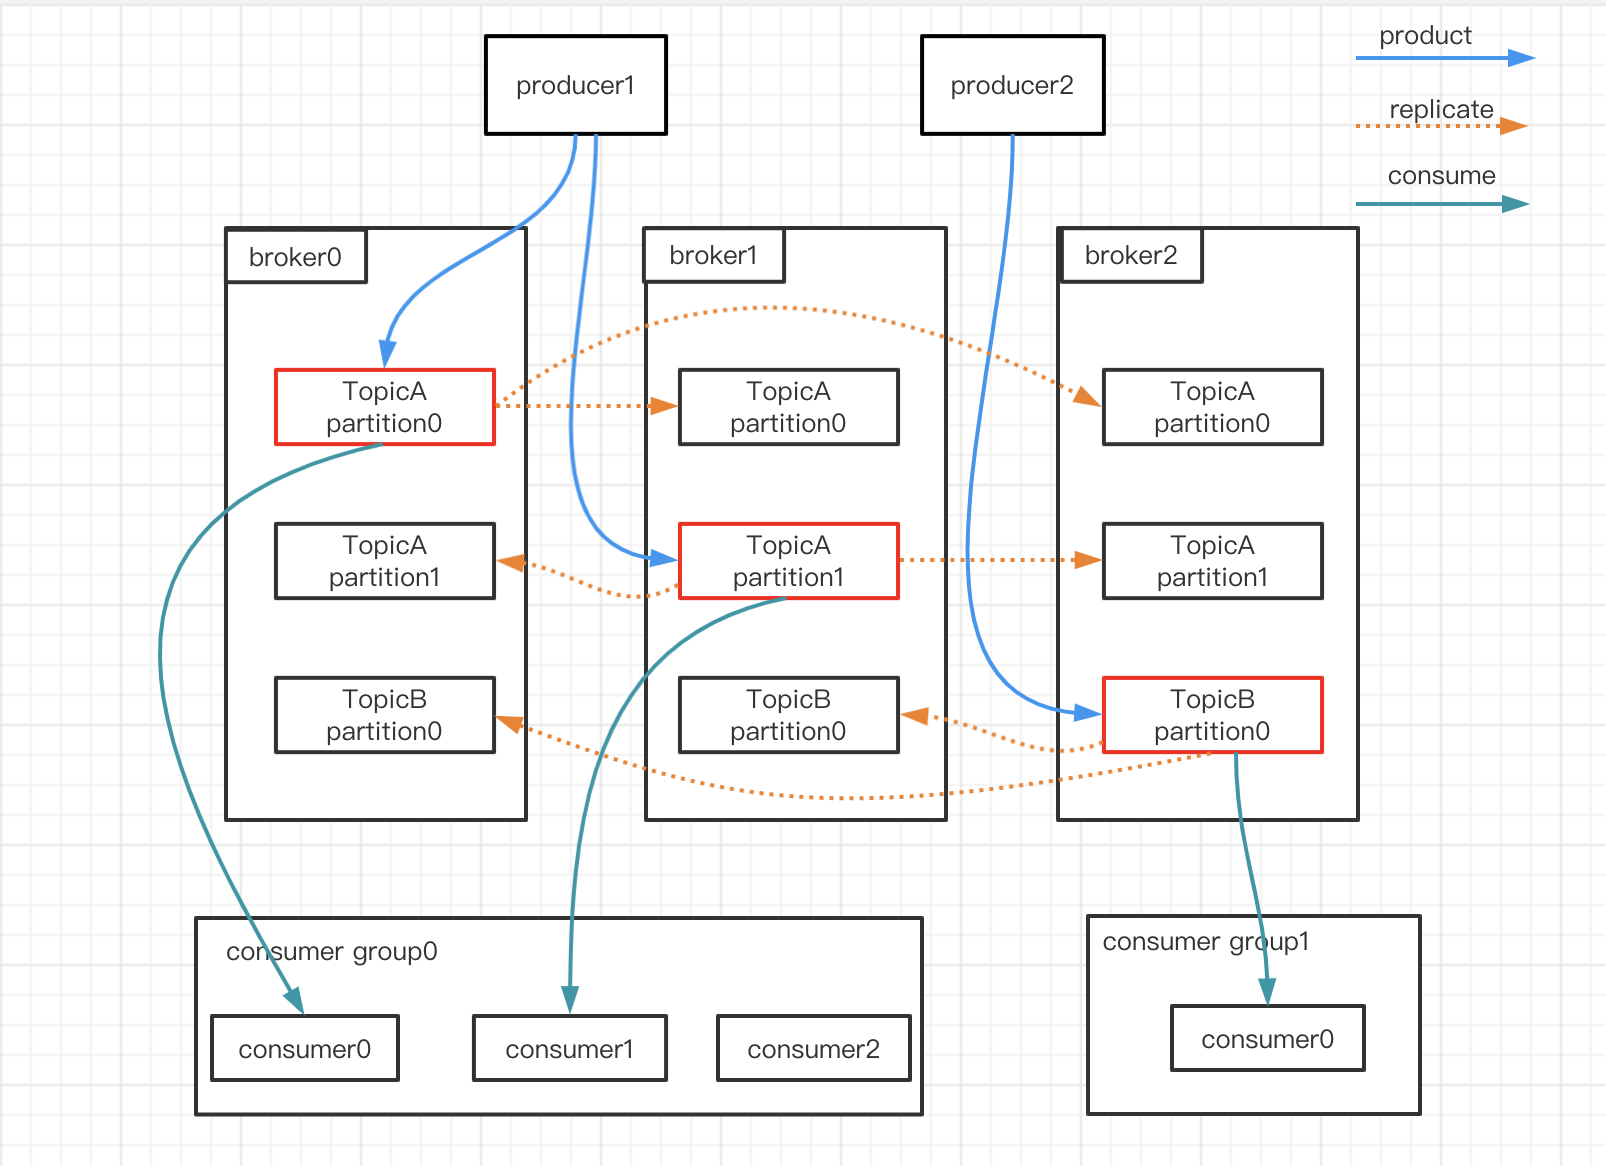 producer1
producer2
product
replicate
consume
broker0
broker1
broker2
TopicA
partition0
TopicA
partition0
TopicA
partition0
TopicA
partition1
TopicA
partition1
TopicA
partition1
TopicB
partition0
TopicB
partition0
TopicB
partition0
consumer group0
consumer group1
consumer0
consumer1
consumer2
consumer0